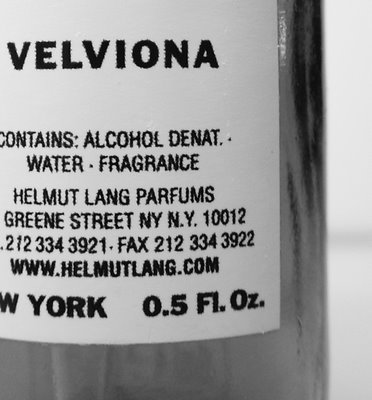 VELVIONA
CONTAINS: ALCOHOL DENAT. ·
WATER · FRAGRANCE
HELMUT LANG PARFUMS
GREENE STREET NY N.Y. 10012
. 212 334 3921 · FAX 212 334 3922
WWW.HELMUTLANG.COM
W YORK 0.5 Fl. Oz.